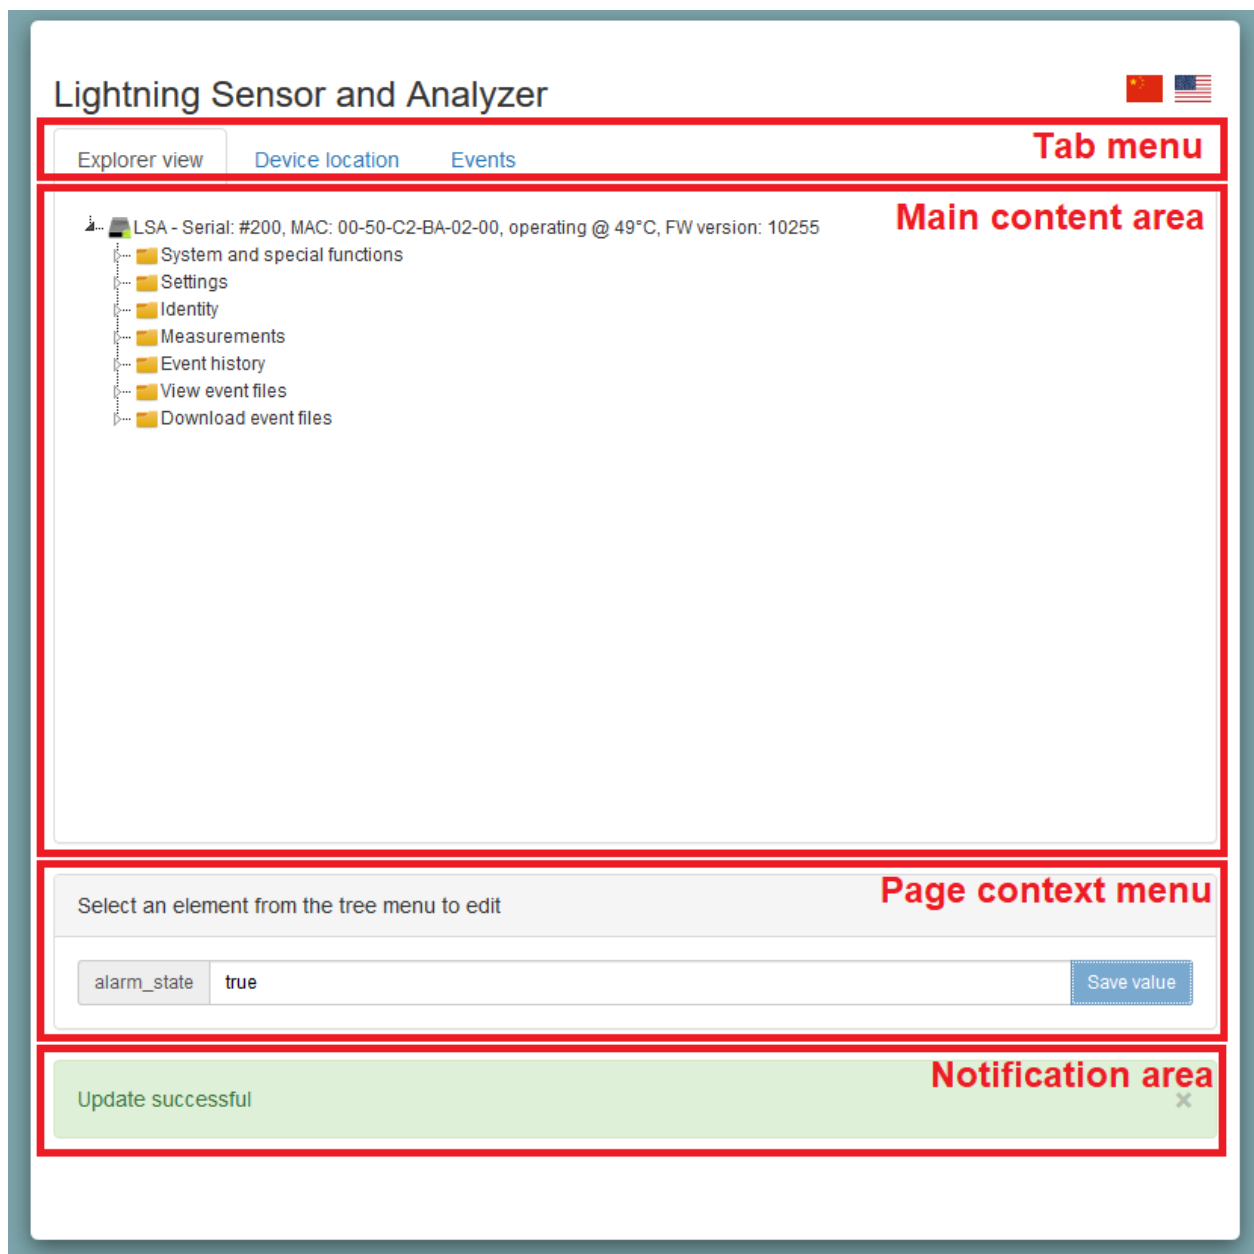 Lightning Sensor and Analyzer
Tab menu
Explorer view Device location Events
Main content area
LSA - Serial: #200, MAC: 00-50-C2-BA-02-00, operating @ 49°C, FW version: 10255
System and special functions
Settings
Identity
Measurements
Event history
View event files
Download event files
Page context menu
Select an element from the tree menu to edit
alarm_state true Save value
Notification area
Update successful ×